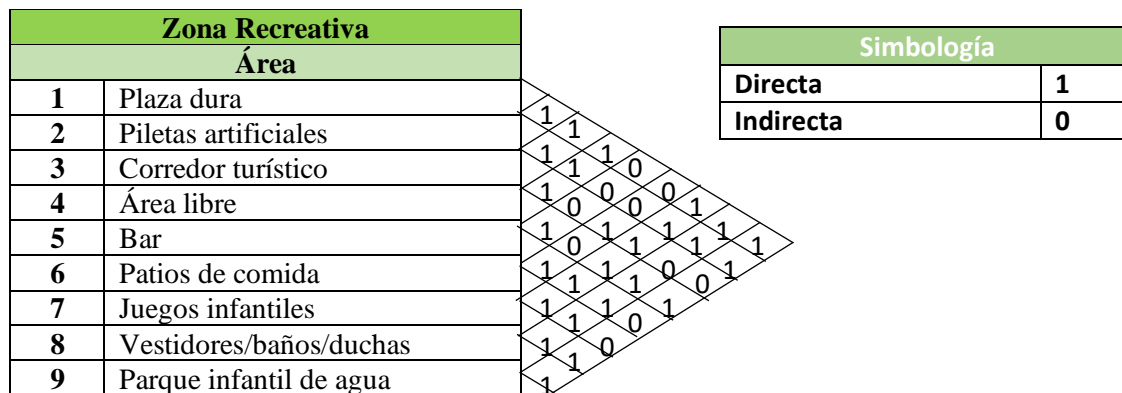 Zona Recreativa
Área
1 Plaza dura
2 Piletas artificiales
3 Corredor turístico
4 Área libre
5 Bar
6 Patios de comida
7 Juegos infantiles
8 Vestidores/baños/duchas
9 Parque infantil de agua
1
1
1 1
1 0
1 0 0
0 0 1
1 1 1 1
0 1 1 1
1 1 0 1
1 1 0
1 1 1
1 0
1 0
1
1
Simbología
Directa 1
Indirecta 0